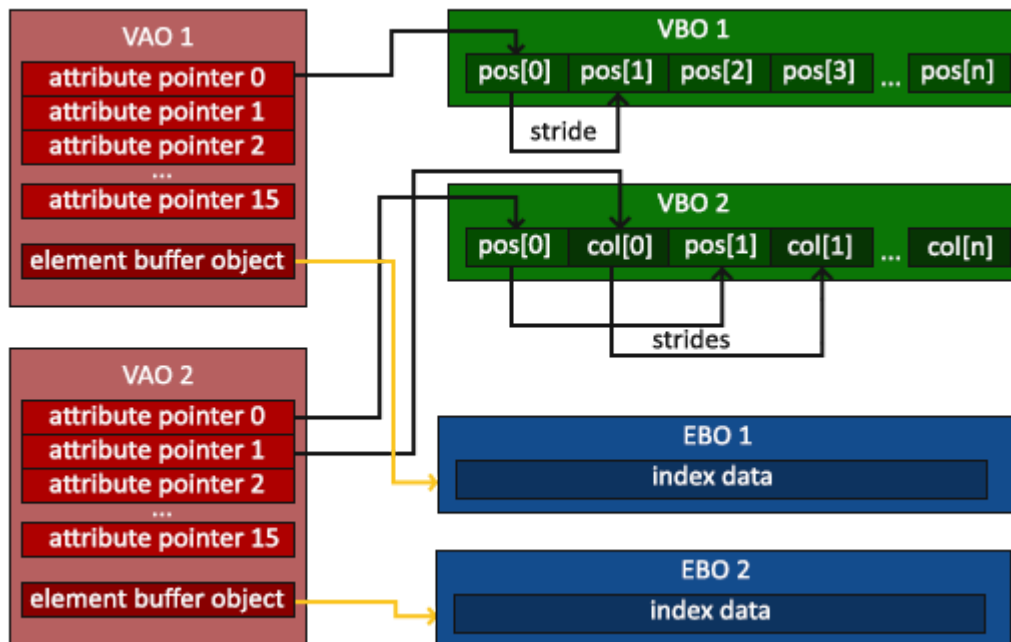 VAO 1
attribute pointer 0
attribute pointer 1
attribute pointer 2
...
attribute pointer 15
element buffer object
VBO 1
pos[0] pos[1] pos[2] pos[3] ... pos[n]
stride
VBO 2
pos[0] col[0] pos[1] col[1] ... col[n]
strides
VAO 2
attribute pointer 0
attribute pointer 1
attribute pointer 2
...
attribute pointer 15
element buffer object
EBO 1
index data
EBO 2
index data